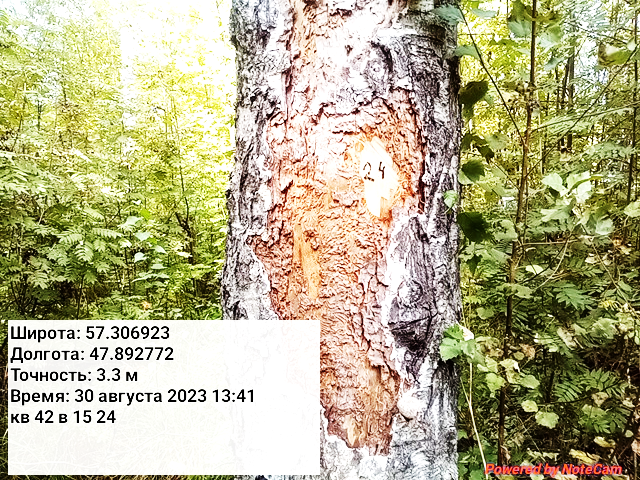 24
Широта: 57.306923
Долгота: 47.892772
Точность: 3.3 м
Время: 30 августа 2023 13:41
кв 42 в 15 24
Powered by NoteCam